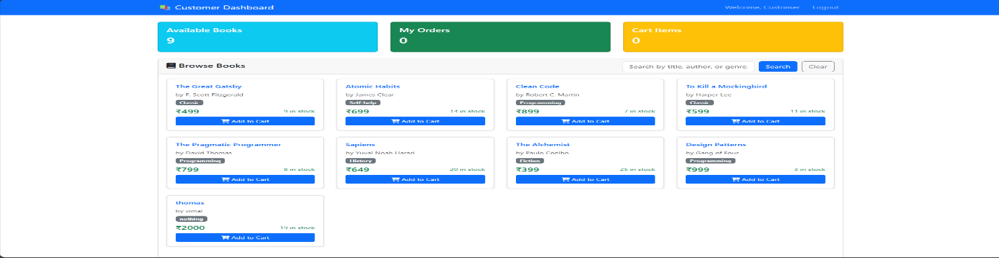 Customer Dashboard Welcome, Customer Logout
Available Books My Orders Cart Items
9 0 0
Browse Books Search by title, author, or genre. Search Clear
The Great Gatsby Atomic Habits Clean Code To Kill a Mockingbird
by F. Scott Fitzgerald by James Clear by Robert C. Martin by Harper Lee
Classic Self-help Programming Classic
₹499 9 in stock ₹699 14 in stock ₹899 7 in stock ₹599 11 in stock
Add to Cart Add to Cart Add to Cart Add to Cart
The Pragmatic Programmer Sapiens The Alchemist Design Patterns
by David Thomas by Yuval Noah Harari by Paulo Coelho by Gang of Four
Programming History Fiction Programming
₹799 8 in stock ₹649 20 in stock ₹399 25 in stock ₹999 3 in stock
Add to Cart Add to Cart Add to Cart Add to Cart
thomas
by vimal
nothing
₹2000 19 in stock
Add to Cart